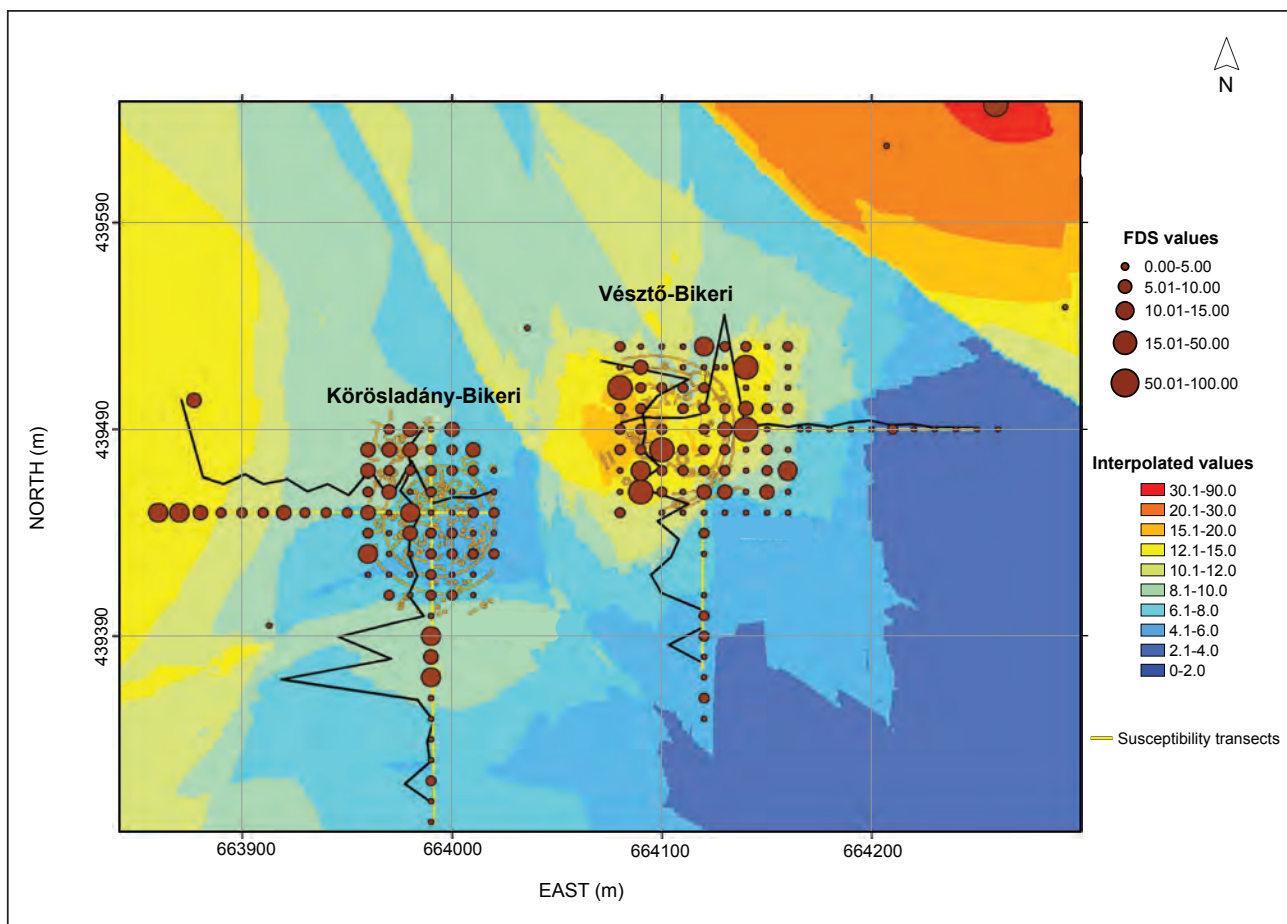 N
439590
439490
439390
NORTH (m)
Vésztő-Bikeri
Körösladány-Bikeri
663900
664000
664100
664200
EAST (m)
FDS values
0.00-5.00
5.01-10.00
10.01-15.00
15.01-50.00
50.01-100.00
Interpolated values
30.1-90.0
20.1-30.0
15.1-20.0
12.1-15.0
10.1-12.0
8.1-10.0
6.1-8.0
4.1-6.0
2.1-4.0
0-2.0
Susceptibility transects